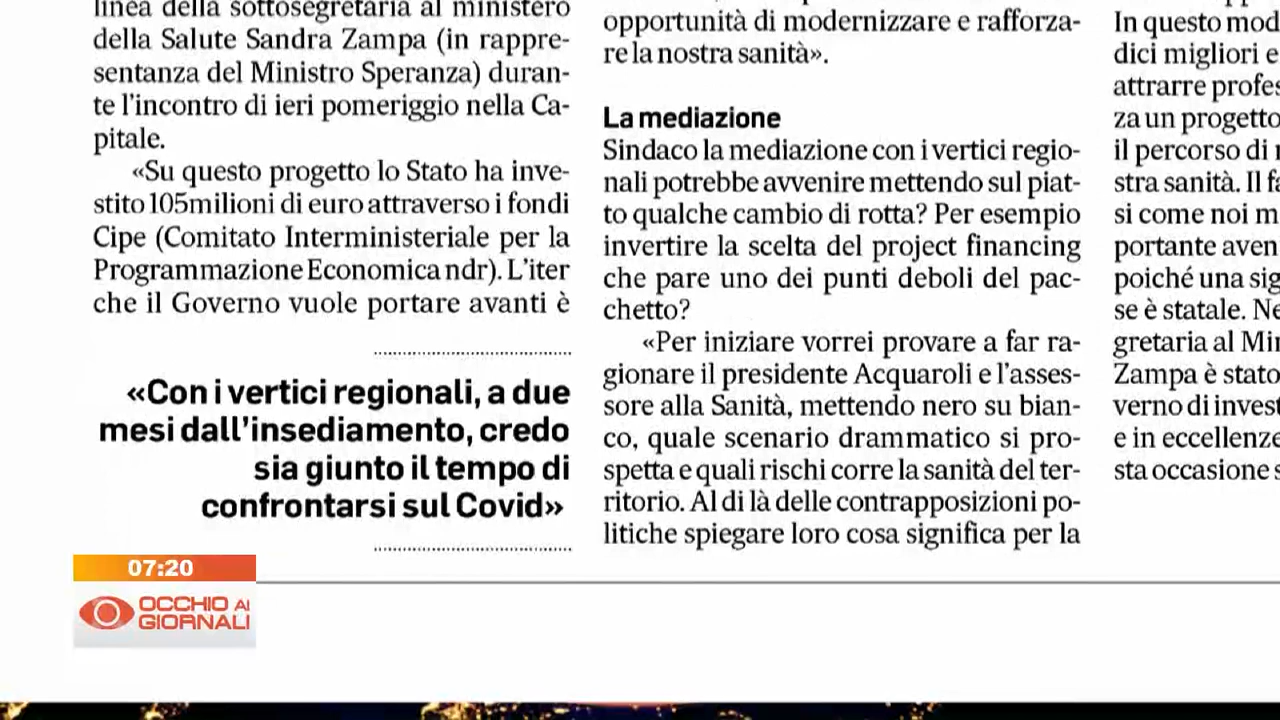 linea della sottosegretaria al ministero
della Salute Sandra Zampa (in rappre-
sentanza del Ministro Speranza) duran-
te l'incontro di ieri pomeriggio nella Ca-
pitale.
«Su questo progetto lo Stato ha inve-
stito 105milioni di euro attraverso i fondi
Cipe (Comitato Interministeriale per la
Programmazione Economica ndr). L'iter
che il Governo vuole portare avanti è
«Con i vertici regionali, a due
mesi dall'insediamento, credo
sia giunto il tempo di
confrontarsi sul Covid»
opportunità di modernizzare e rafforza-
re la nostra sanità».
La mediazione
Sindaco la mediazione con i vertici regio-
nali potrebbe avvenire mettendo sul piat-
to qualche cambio di rotta? Per esempio
invertire la scelta del project financing
che pare uno dei punti deboli del pac-
chetto?
«Per iniziare vorrei provare a far ra-
gionare il presidente Acquaroli e l'asses-
sore alla Sanità, mettendo nero su bian-
co, quale scenario drammatico si pro-
spetta e quali rischi corre la sanità del ter-
ritorio. Al di là delle contrapposizioni po-
litiche spiegare loro cosa significa per la
In questo mod
dici migliori e
attrarre profes
za un progetto
il percorso di
stra sanità. Il fa
si come noi m
portante aven
poiché una sig
se è statale. Ne
gretaria al Min
Zampa è stato
verno di invest
e in eccellenze
sta occasione s
07:20
OCCHIO AI
GIORNALI